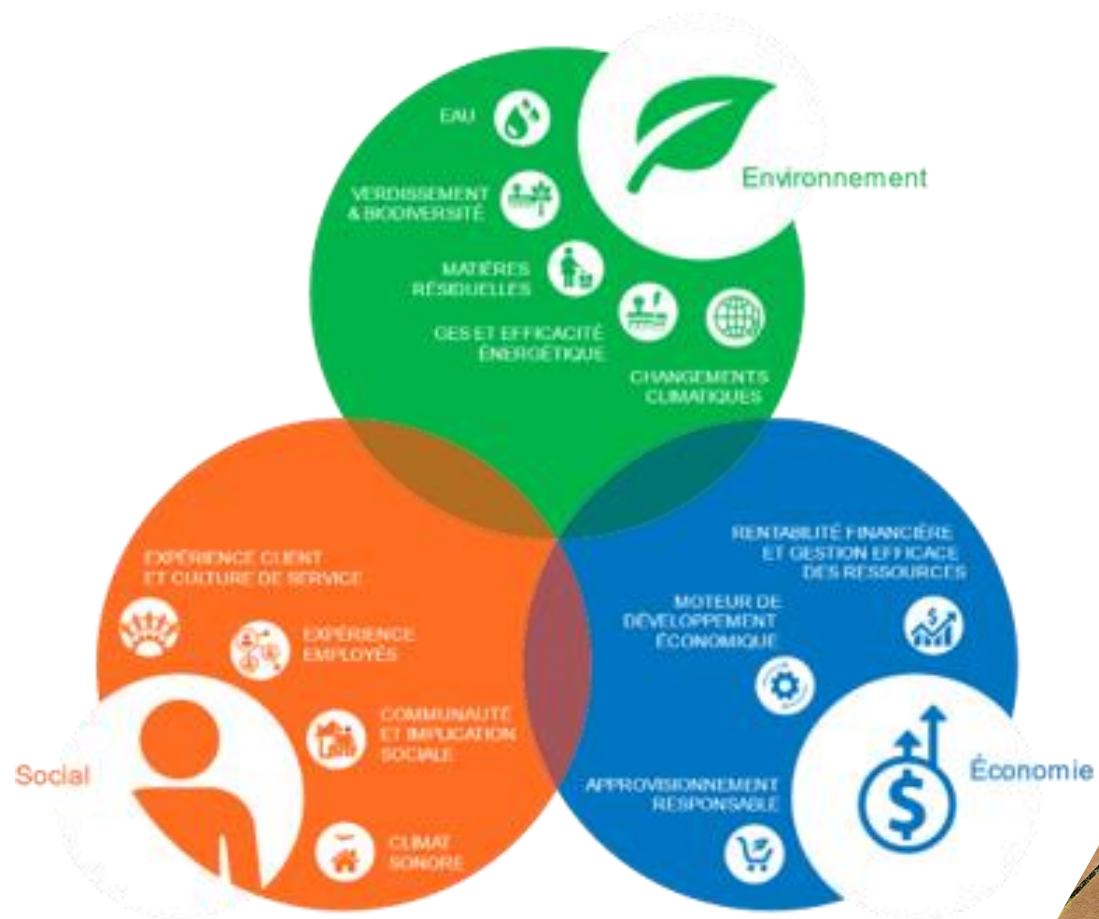 EAU
Environnement
VERDISSEMENT
& BIODIVERSITÉ
MATIÈRES
RÉSIDUELLES
GES ET EFFICACITÉ
ÉNERGÉTIQUE
CHANGEMENTS
CLIMATIQUES
EXPÉRIENCE CLIENT
ET CULTURE DE SERVICE
EXPÉRIENCE
EMPLOYÉS
COMMUNAUTÉ
ET IMPLICATION
SOCIALE
Social
CLIMAT
SONORE
RENTABILITÉ FINANCIÈRE
ET GESTION EFFICACE
DES RESSOURCES
MOTEUR DE
DÉVELOPPEMENT
ÉCONOMIQUE
Économie
APPROVISIONNEMENT
RESPONSABLE